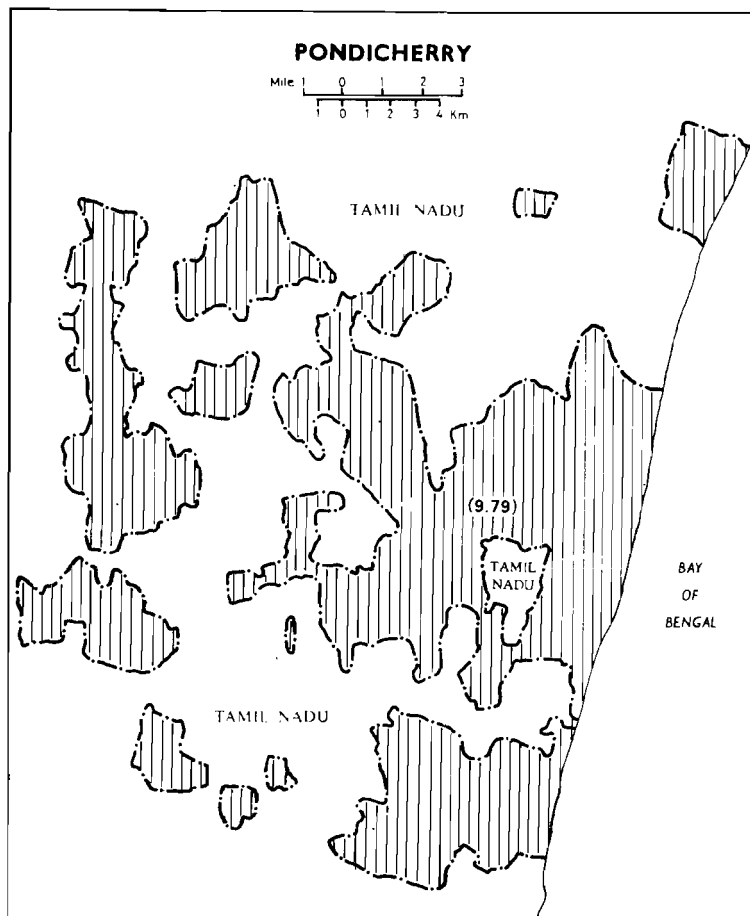 PONDICHERRY
Mile 1 0 1 2 3
1 0 1 2 3 4 Km
TAMIL NADU
(9.79)
TAMIL
NADU
BAY
OF
BENGAL
TAMIL NADU